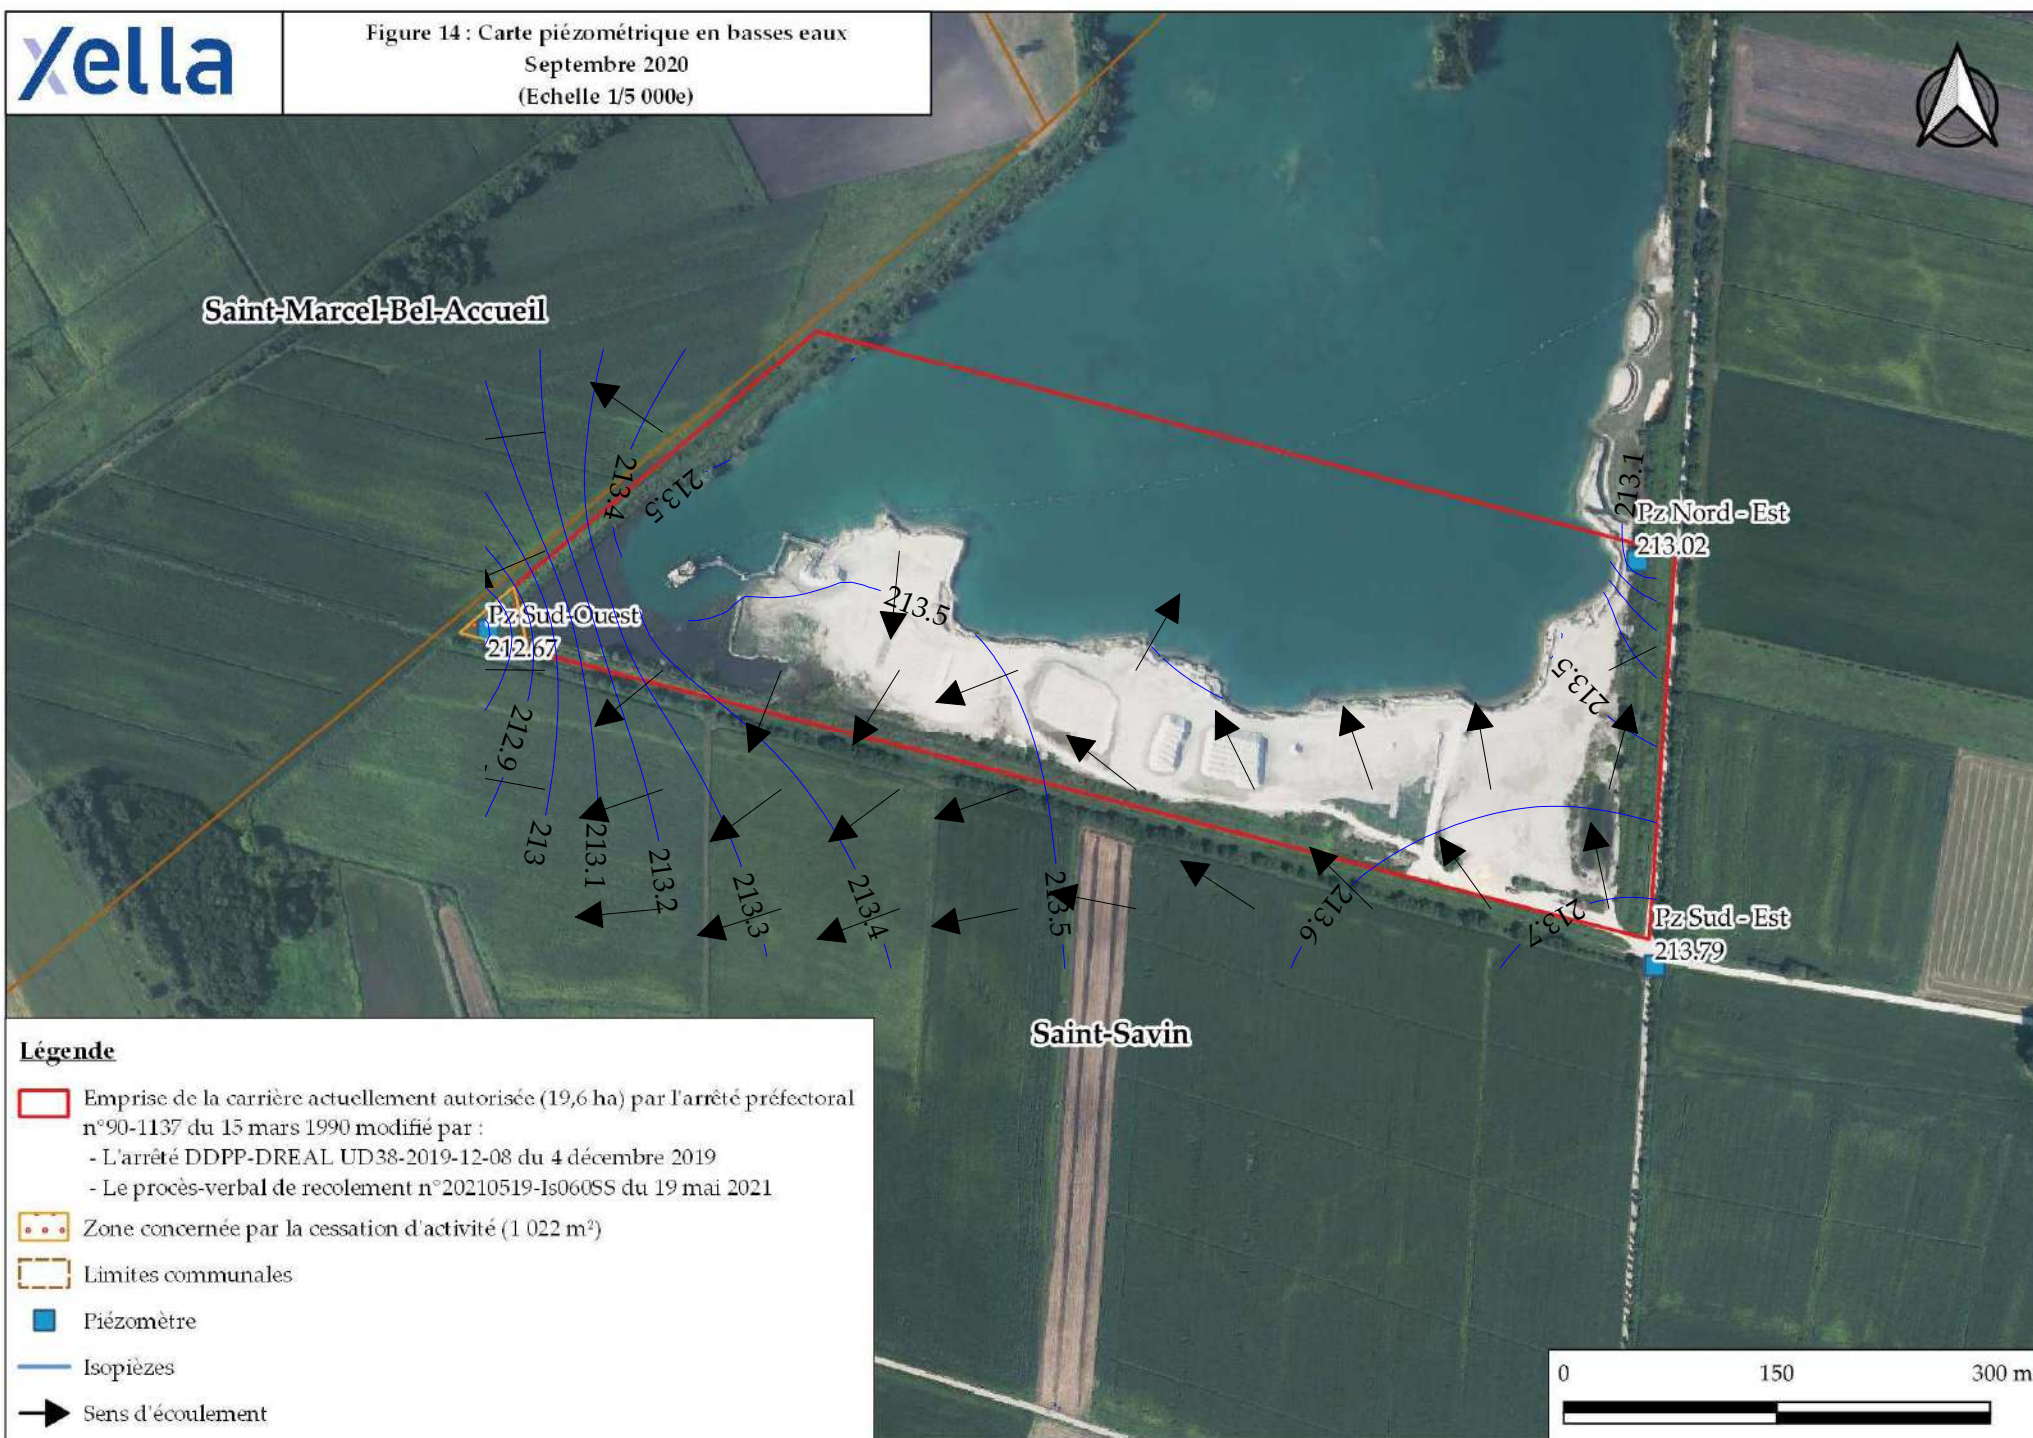 Xella
Figure 14 : Carte piézométrique en basses eaux
Septembre 2020
(Echelle 1/5 000e)
Saint-Marcel-Bel-Accueil
213.4
213.5
213.1
Pz Nord - Est
213.02
213.5
Pz Sud-Ouest
212.67
213.5
212.9
213
213.1
213.2
213.3
213.4
213.5
213.6
213.7
Pz Sud - Est
213.79
Saint-Savin
Légende
Emprise de la carrière actuellement autorisée (19,6 ha) par l'arrêté préfectoral
n°90-1137 du 15 mars 1990 modifié par :
- L'arrêté DDPP-DREAL UD38-2019-12-08 du 4 décembre 2019
- Le procès-verbal de recolement n°20210519-Is060SS du 19 mai 2021
Zone concernée par la cessation d'activité (1 022 m²)
Limites communales
Piézomètre
Isopièzes
Sens d'écoulement
0 150 300 m